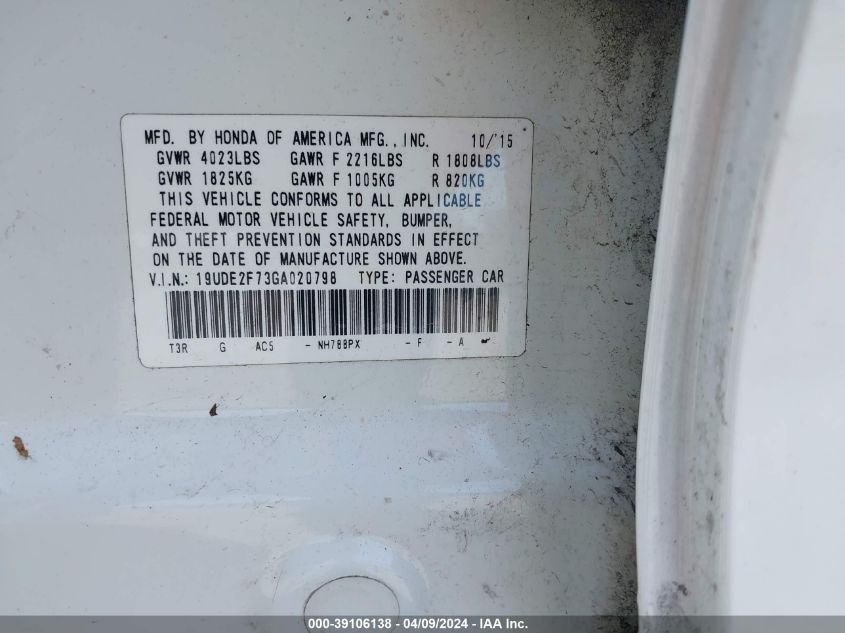 MFD. BY HONDA OF AMERICA MFG., INC. 10/'15
GVWR 4023LBS GAWR F 2216LBS R 1808LBS
GVWR 1825KG GAWR F 1005KG R 820KG
THIS VEHICLE CONFORMS TO ALL APPLICABLE
FEDERAL MOTOR VEHICLE SAFETY, BUMPER,
AND THEFT PREVENTION STANDARDS IN EFFECT
ON THE DATE OF MANUFACTURE SHOWN ABOVE.
V.I.N.: 19UDE2F73GA020798 TYPE: PASSENGER CAR
T3R G AC5 - NH788PX - F - A
000-39106138 - 04/09/2024 - IAA Inc.